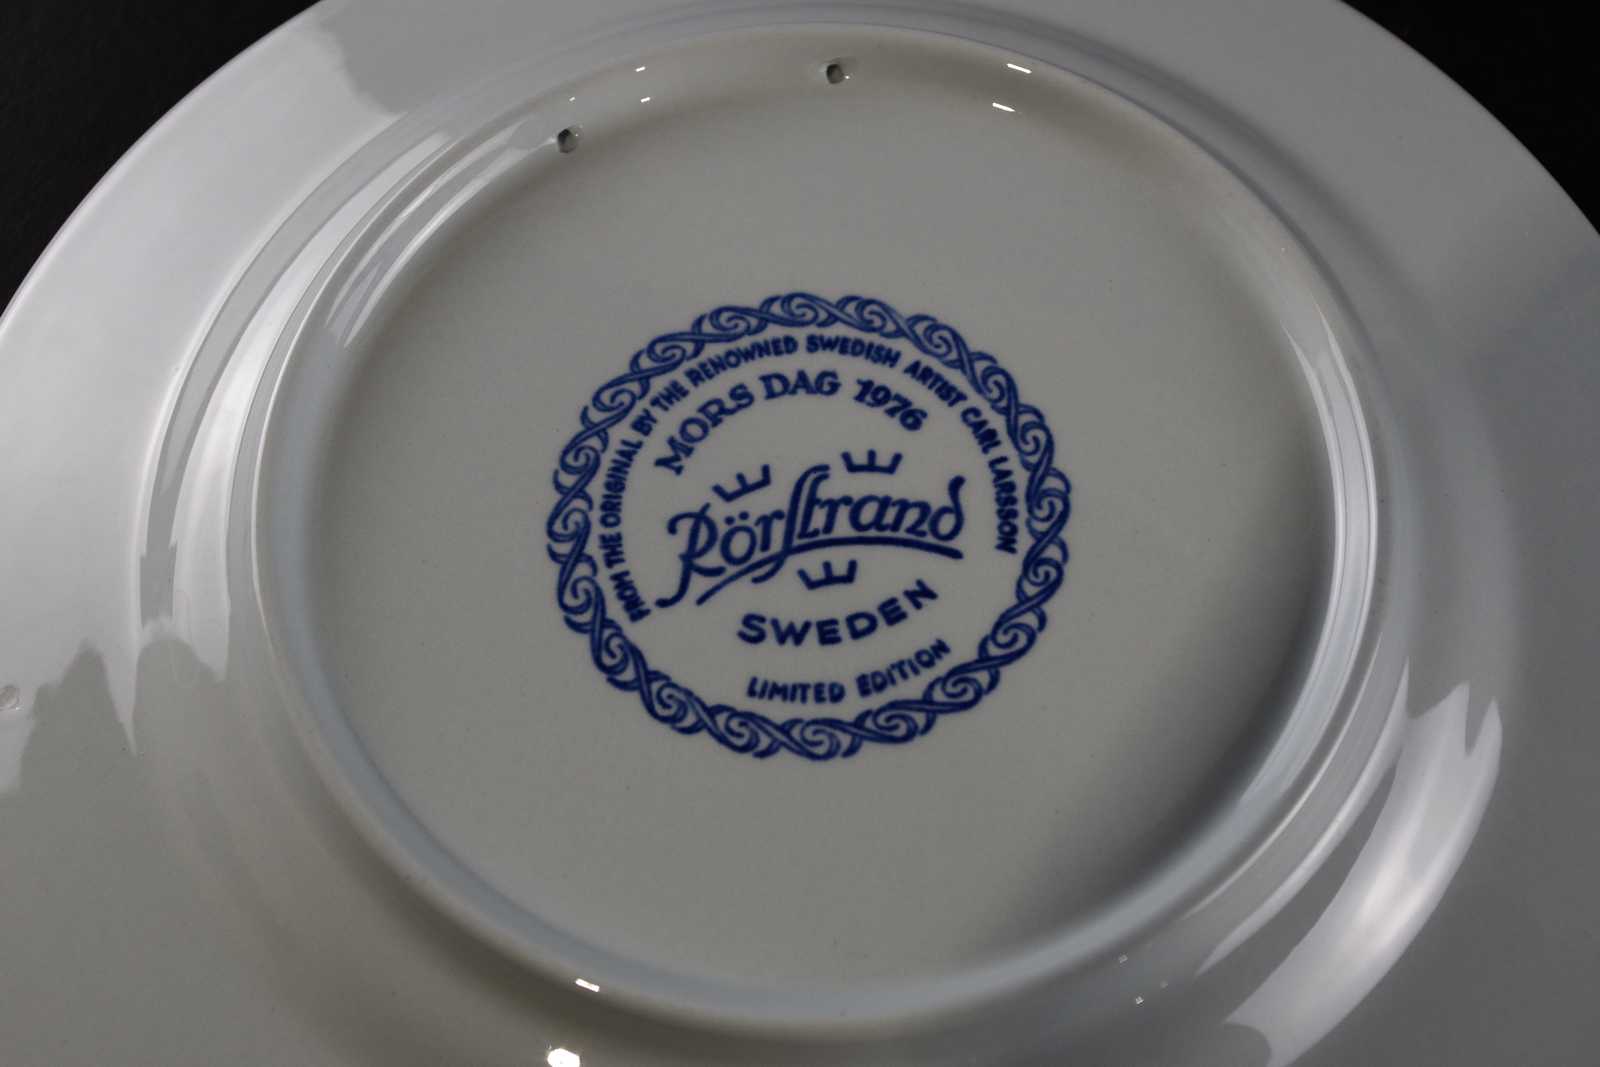 FROM THE ORIGINAL BY THE RENOWNED SWEDISH ARTIST CARL LARSSON
MORS DAG 1976
Rörstrand
SWEDEN
LIMITED EDITION